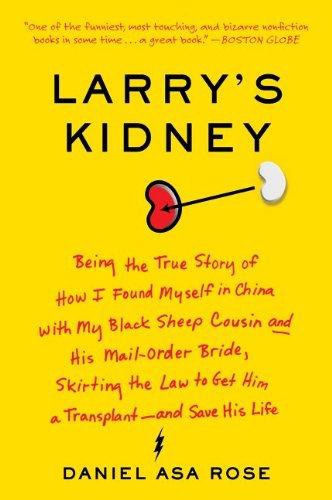 "One of the funniest, most touching, and bizarre nonfiction
books in some time . . . a great book." —BOSTON GLOBE
LARRY'S
KIDNEY
Being the True Story of
How I Found Myself in China
with My Black Sheep Cousin and
His Mail-Order Bride,
Skirting the Law to Get Him
a Transplant—and Save His Life
DANIEL ASA ROSE